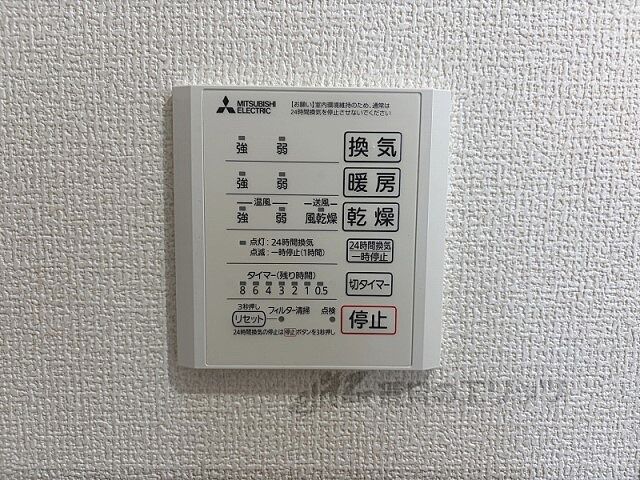 MITSUBISHI
ELECTRIC
【お願い】室内環境維持のため、通常は
24時間換気を停止させないでください
強 弱 換気
強 弱 暖房
温風 送風
強 弱 風乾燥 乾燥
点灯：24時間換気
点滅：一時停止(1時間)
24時間換気
一時停止
タイマー(残り時間)
8 6 4 3 2 1 0.5
切タイマー
3秒押し
リセット フィルター清掃 点検
停止
24時間換気の停止は停止ボタンを3秒押し